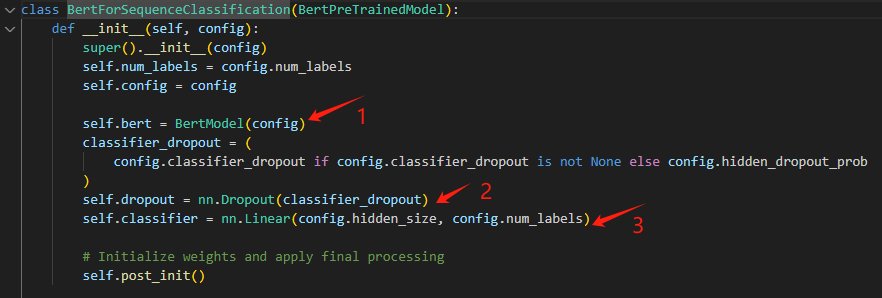 class BertForSequenceClassification(BertPreTrainedModel):
    def __init__(self, config):
        super().__init__(config)
        self.num_labels = config.num_labels
        self.config = config

        self.bert = BertModel(config) 1
        classifier_dropout = (
            config.classifier_dropout if config.classifier_dropout is not None else config.hidden_dropout_prob
        )
        self.dropout = nn.Dropout(classifier_dropout) 2
        self.classifier = nn.Linear(config.hidden_size, config.num_labels) 3

        # Initialize weights and apply final processing
        self.post_init()